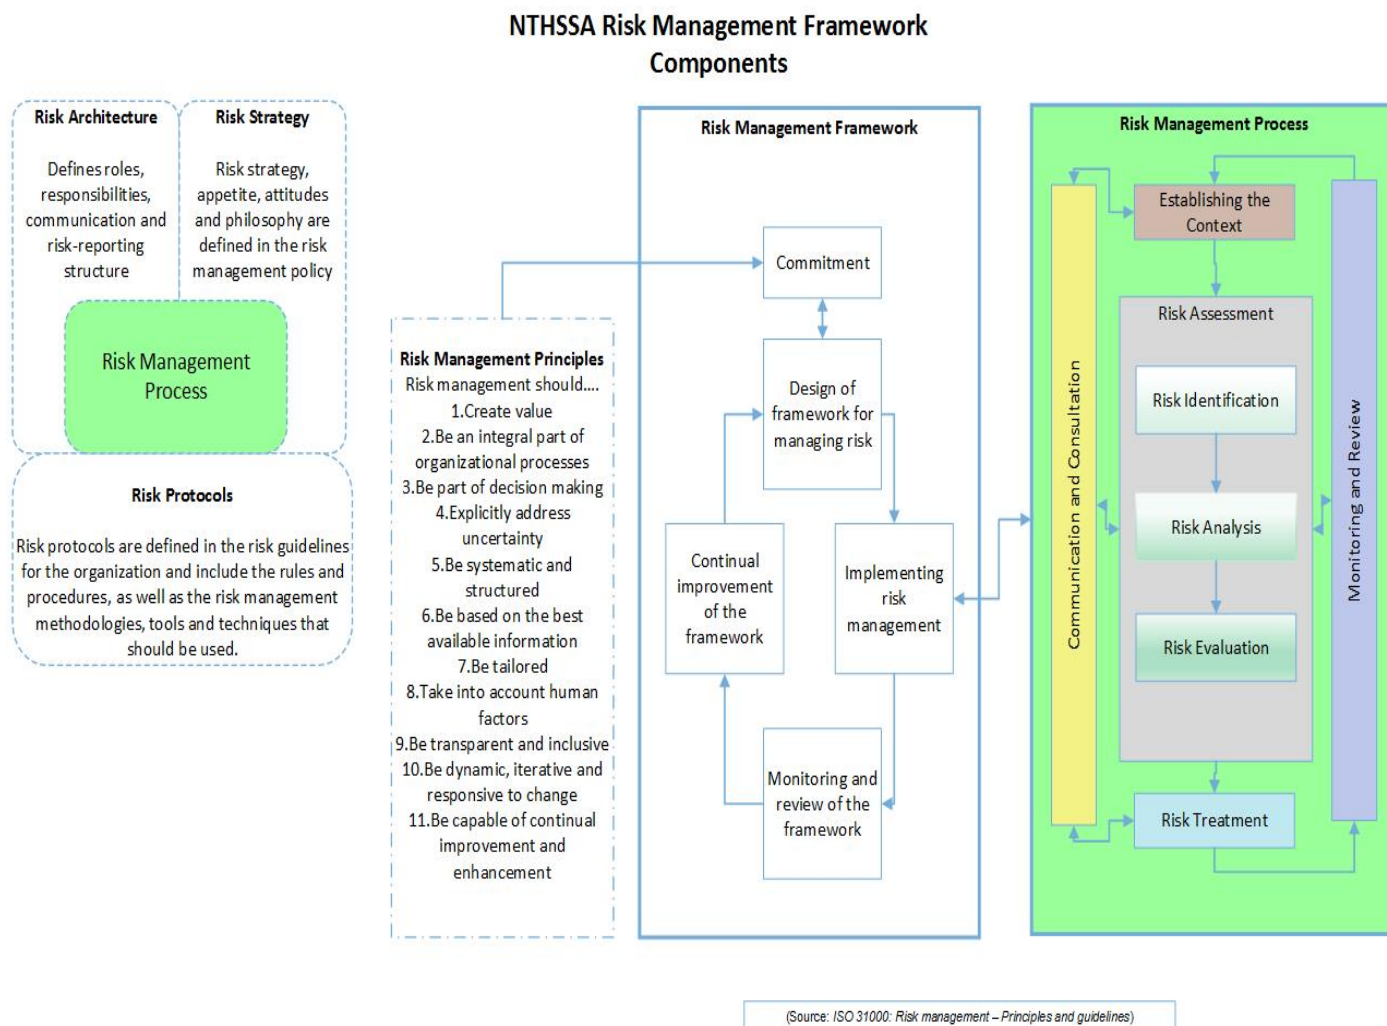 NTHSSA Risk Management Framework
Components
Risk Architecture
Defines roles,
responsibilities,
communication and
risk-reporting
structure
Risk Strategy
Risk strategy,
appetite, attitudes
and philosophy are
defined in the risk
management policy
Risk Management
Process
Risk Protocols
Risk protocols are defined in the risk guidelines
for the organization and include the rules and
procedures, as well as the risk management
methodologies, tools and techniques that
should be used.
Risk Management Principles
Risk management should....
1.Create value
2.Be an integral part of
organizational processes
3.Be part of decision making
4.Explicitly address
uncertainty
5.Be systematic and
structured
6.Be based on the best
available information
7.Be tailored
8.Take into account human
factors
9.Be transparent and inclusive
10.Be dynamic, iterative and
responsive to change
11.Be capable of continual
improvement and
enhancement
Risk Management Framework
Commitment
Design of
framework for
managing risk
Continual
improvement
of the
framework
Implementing
risk
management
Monitoring and
review of the
framework
Risk Management Process
Communication and Consultation
Establishing the
Context
Risk Assessment
Risk Identification
Risk Analysis
Risk Evaluation
Risk Treatment
Monitoring and Review
(Source: ISO 31000: Risk management – Principles and guidelines)